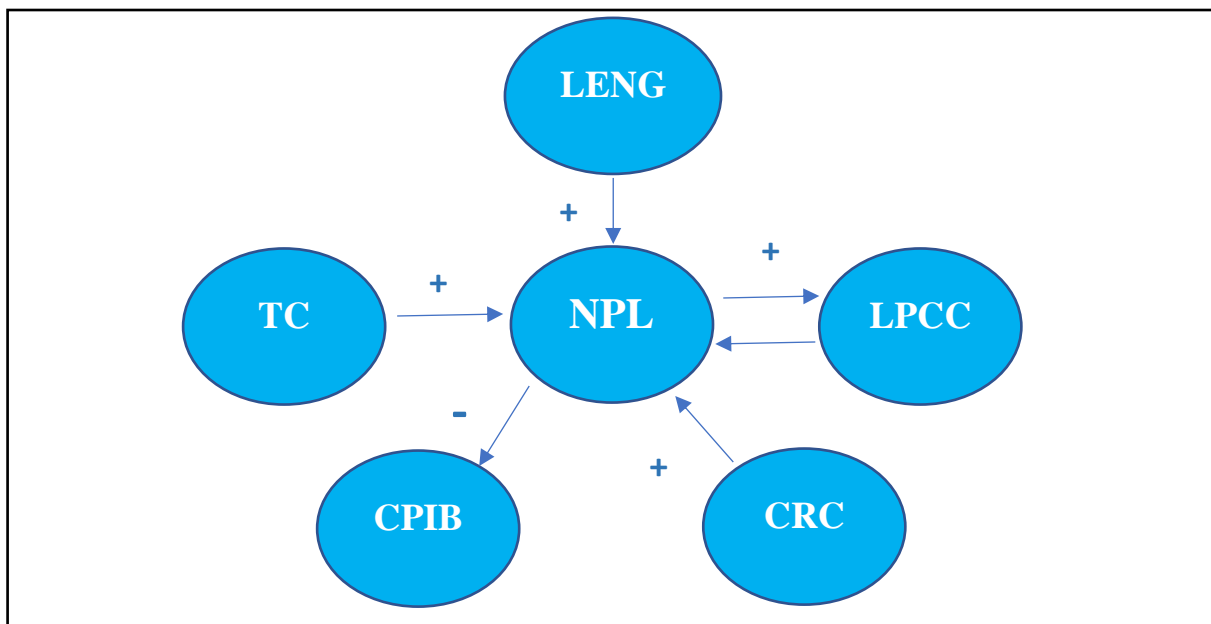 LENG
+
+
+
TC
NPL
LPCC
-
+
CPIB
CRC